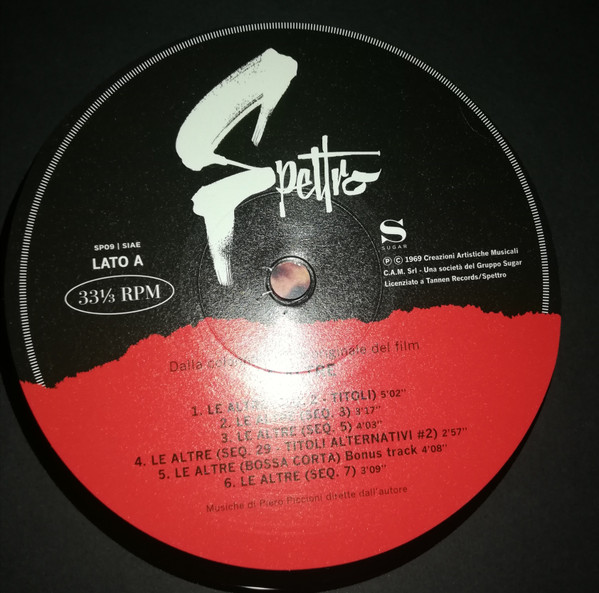 Spettro
S
SUGAR
SP09 | SIAE
LATO A
33⅓ RPM
Ⓟ © 1969 Creazioni Artistiche Musicali
C.A.M. Srl - Una società del Gruppo Sugar
Licenziato a Tannen Records/Spettro
Dalla originale del film
1. LE 2 - TITOLI) 5'02"
2. LE ALTRE (SEQ. 3) 3'17"
3. LE ALTRE (SEQ. 5) 4'03"
4. LE ALTRE (SEQ. 29 - TITOLI ALTERNATIVI #2) 2'57"
5. LE ALTRE (BOSSA CORTA) Bonus track 4'08"
6. LE ALTRE (SEQ. 7) 3'09"
Musiche di Piero Piccioni dirette dall'autore